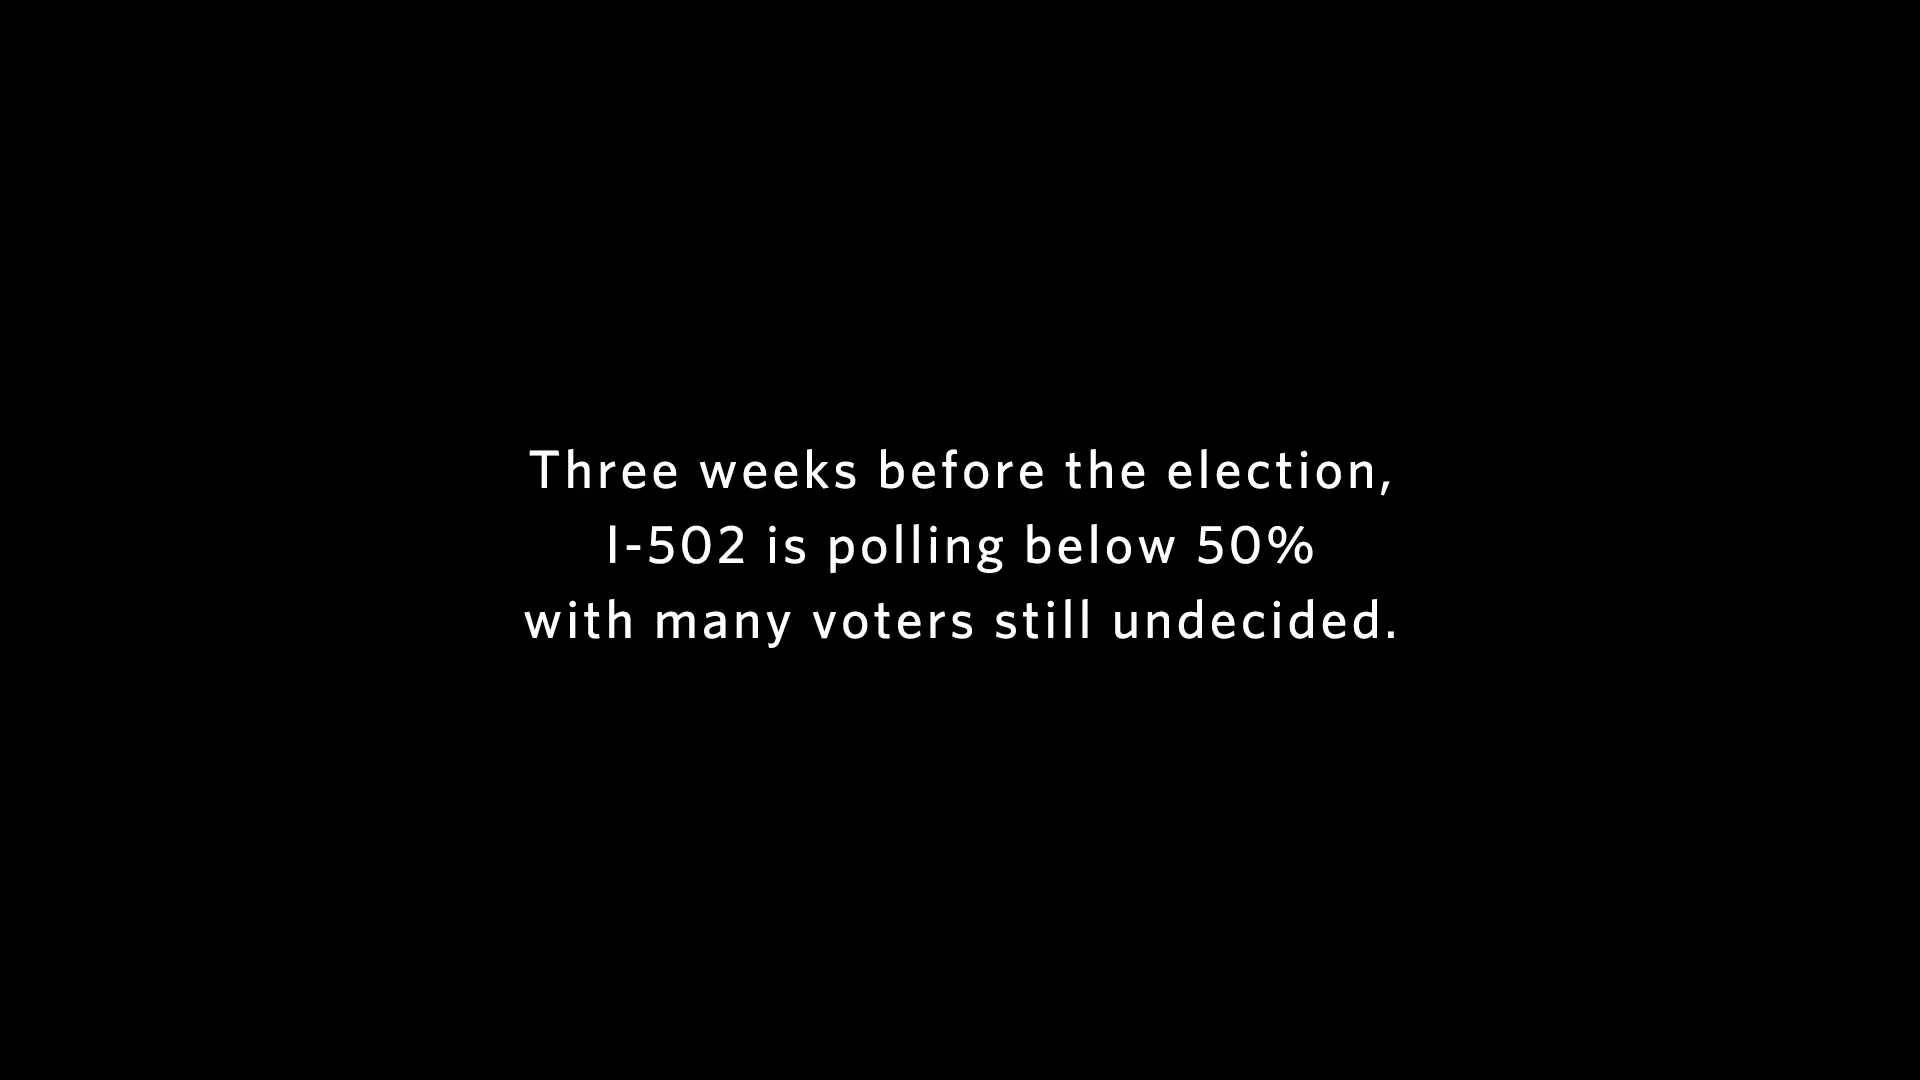 Three weeks before the election,
I-502 is polling below 50%
with many voters still undecided.